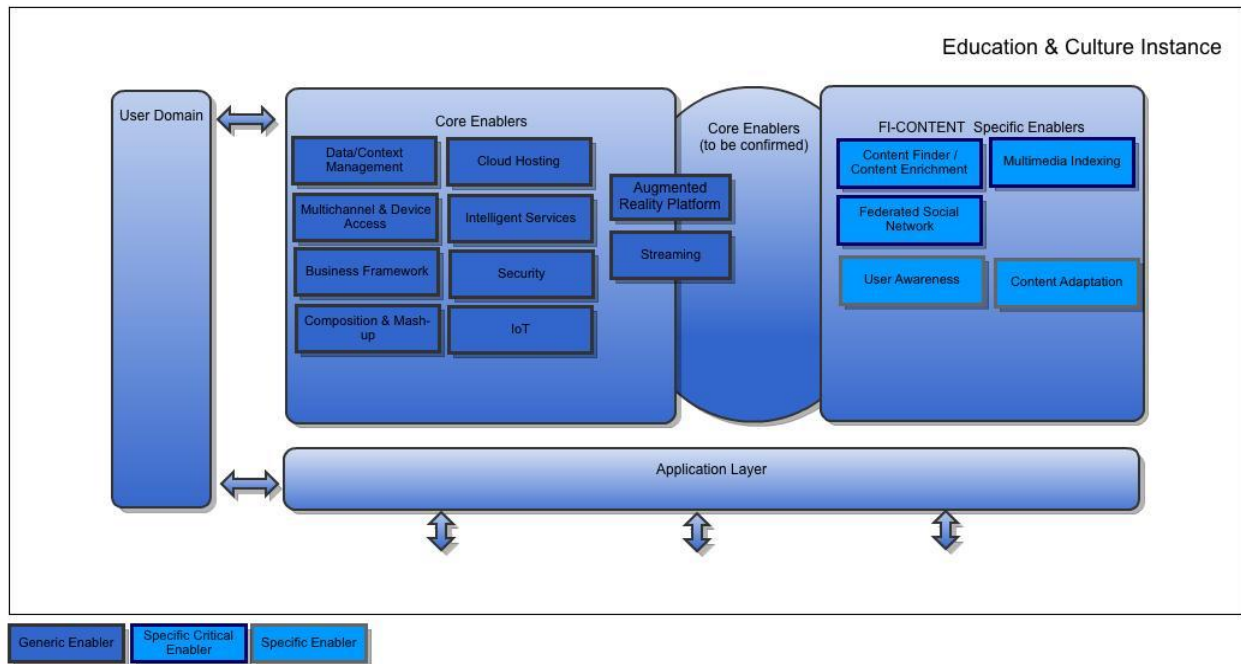 Education & Culture Instance
User Domain
Core Enablers
Data/Context
Management
Cloud Hosting
Multichannel & Device
Access
Intelligent Services
Business Framework
Security
Composition & Mash-
up
IoT
Core Enablers
(to be confirmed)
Augmented
Reality Platform
Streaming
FI-CONTENT Specific Enablers
Content Finder /
Content Enrichment
Multimedia Indexing
Federated Social
Network
User Awareness
Content Adaptation
Application Layer
Generic Enabler
Specific Critical
Enabler
Specific Enabler